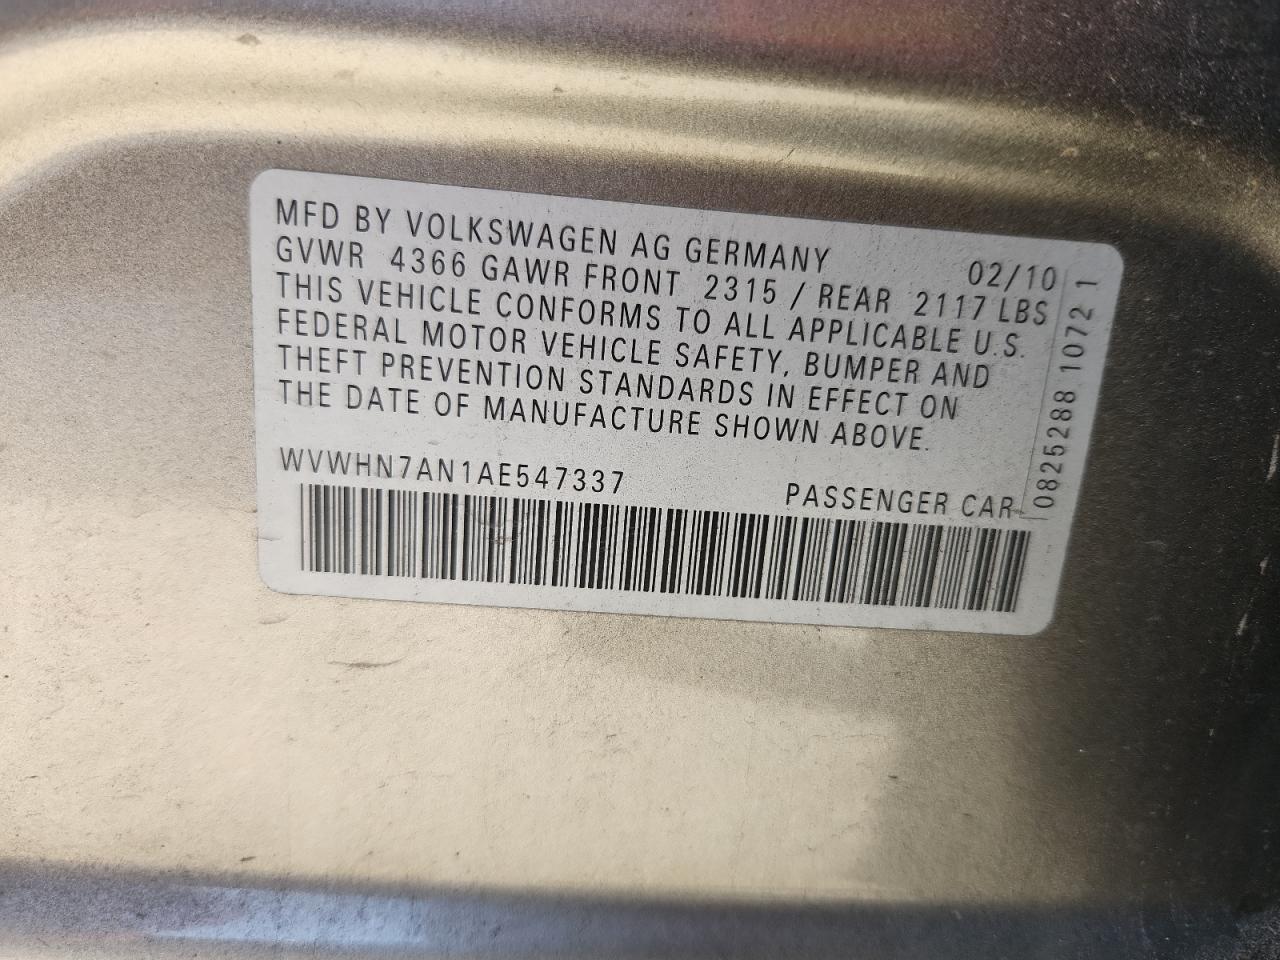 MFD BY VOLKSWAGEN AG GERMANY 02/10
GVWR 4366 GAWR FRONT 2315 / REAR 2117 LBS
THIS VEHICLE CONFORMS TO ALL APPLICABLE U.S.
FEDERAL MOTOR VEHICLE SAFETY, BUMPER AND
THEFT PREVENTION STANDARDS IN EFFECT ON
THE DATE OF MANUFACTURE SHOWN ABOVE.
WVWHN7AN1AE547337 PASSENGER CAR
0825288 1072 1